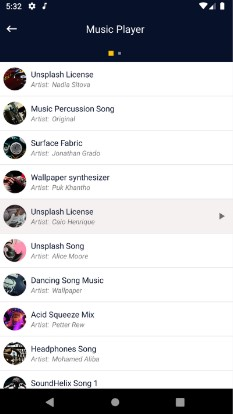 5:32
Music Player
Unsplash License
Artist: Nadia Sitova
Music Percussion Song
Artist: Original
Surface Fabric
Artist: Jonathan Grado
Wallpaper synthesizer
Artist: Puk Khantho
Unsplash License
Artist: Caio Henrique
Unsplash Song
Artist: Alice Moore
Dancing Song Music
Artist: Wallpaper
Acid Squeeze Mix
Artist: Petter Rew
Headphones Song
Artist: Mohamed Aliba
SoundHelix Song 1